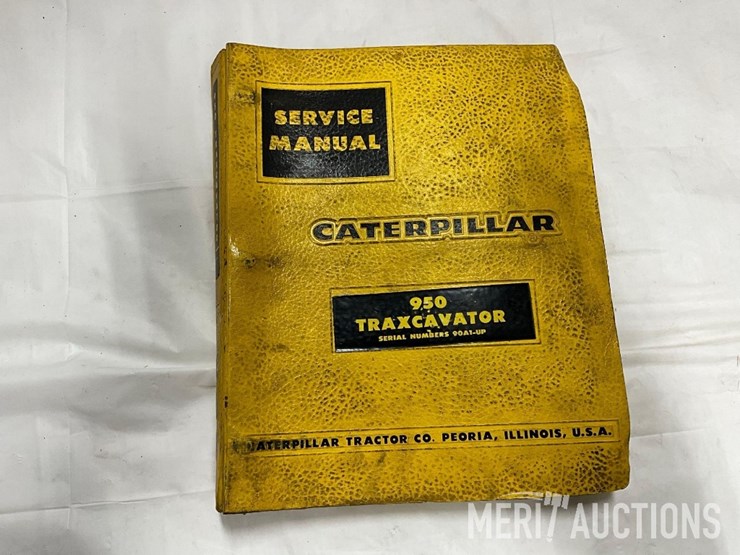 SERVICE
MANUAL
CATERPILLAR
950
TRAXCAVATOR
SERIAL NUMBERS 90A1-UP
CATERPILLAR TRACTOR CO. PEORIA, ILLINOIS, U.S.A.
MERIT AUCTIONS